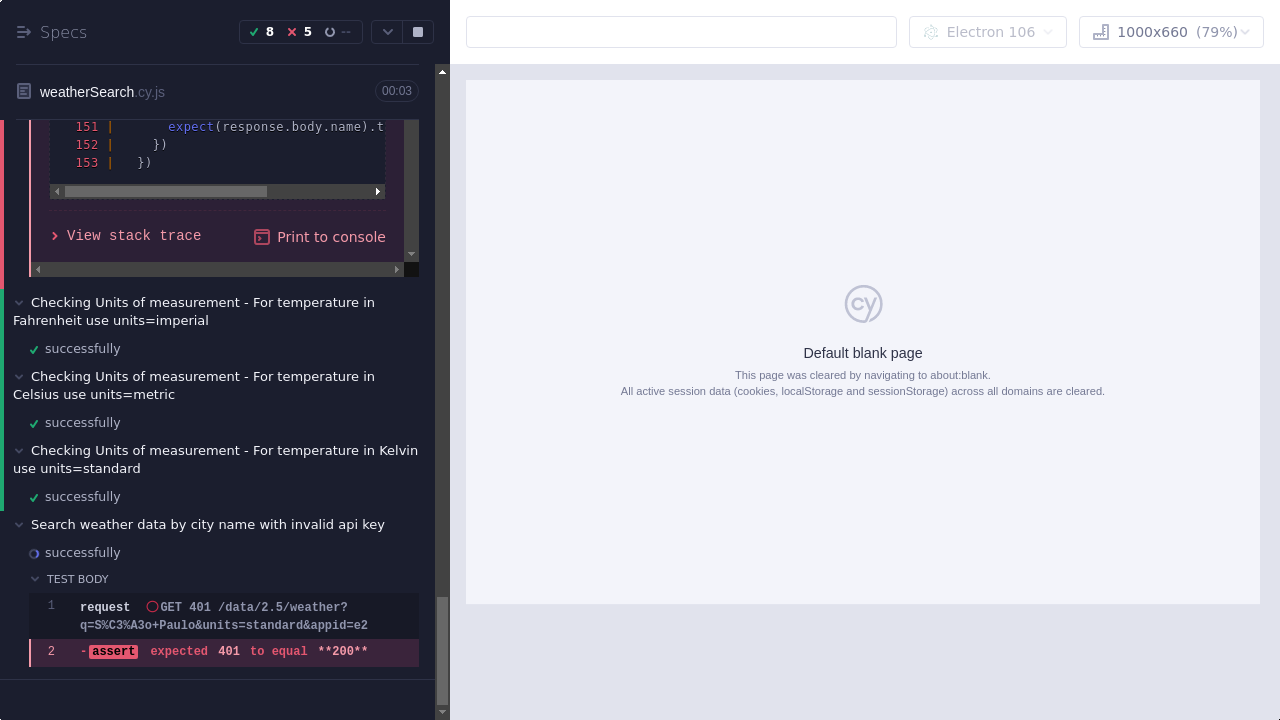 Specs
8 5 --
Electron 106
1000x660 (79%)
weatherSearch.cy.js
00:03
151 | expect(response.body.name).t
152 | })
153 | })
View stack trace
Print to console
Checking Units of measurement - For temperature in
Fahrenheit use units=imperial
successfully
Checking Units of measurement - For temperature in
Celsius use units=metric
successfully
Checking Units of measurement - For temperature in Kelvin
use units=standard
successfully
Search weather data by city name with invalid api key
successfully
TEST BODY
1 request GET 401 /data/2.5/weather?
q=S%C3%A3o+Paulo&units=standard&appid=e2
2 -assert expected 401 to equal **200**
cy
Default blank page
This page was cleared by navigating to about:blank.
All active session data (cookies, localStorage and sessionStorage) across all domains are cleared.